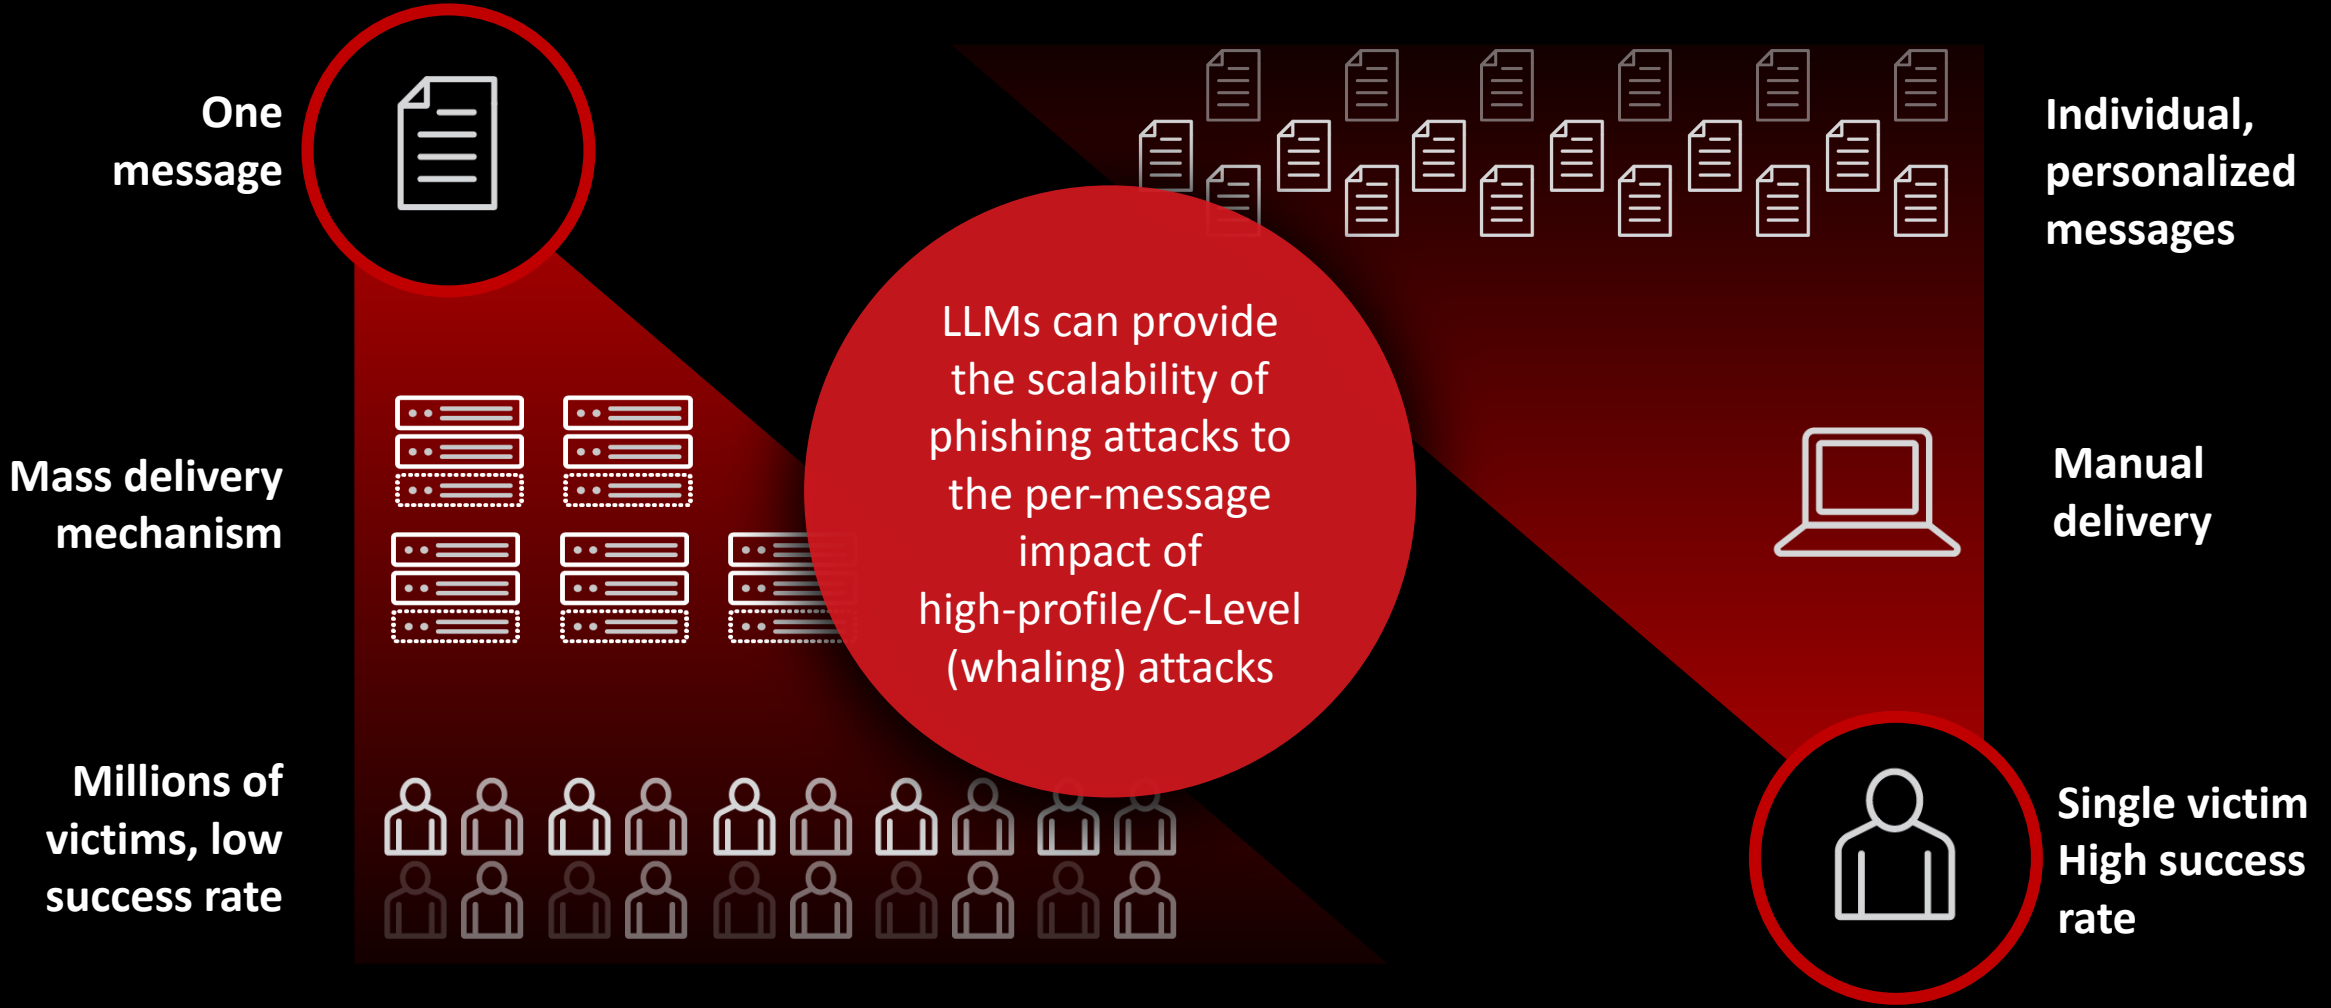 One
message
Mass delivery
mechanism
Millions of
victims, low
success rate
LLMs can provide
the scalability of
phishing attacks to
the per-message
impact of
high-profile/C-Level
(whaling) attacks
Individual,
personalized
messages
Manual
delivery
Single victim
High success
rate